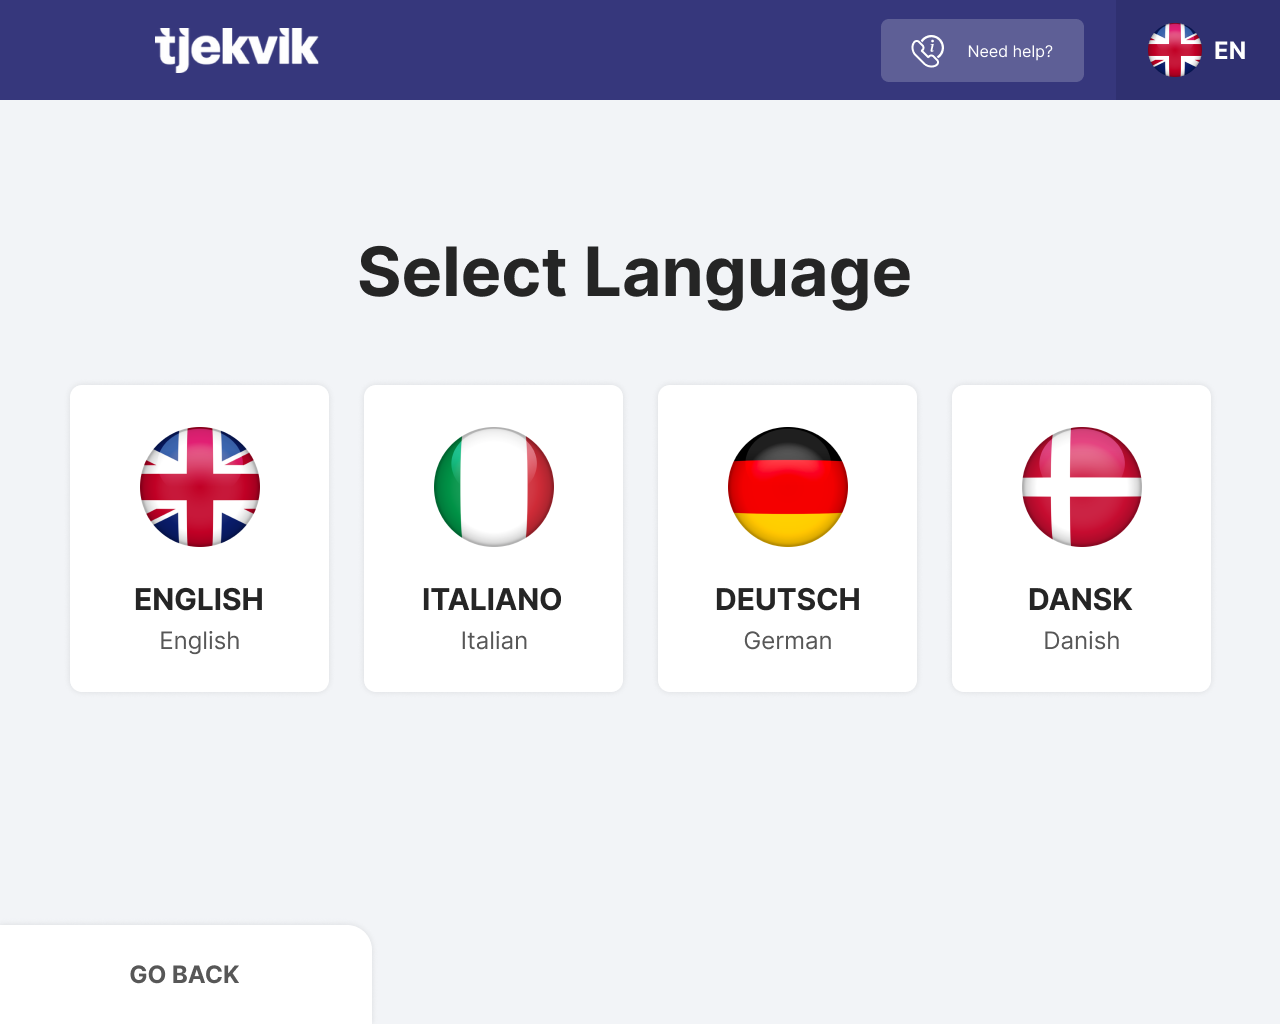 tjekvik
Need help?
EN
Select Language
ENGLISH
English
ITALIANO
Italian
DEUTSCH
German
DANSK
Danish
GO BACK